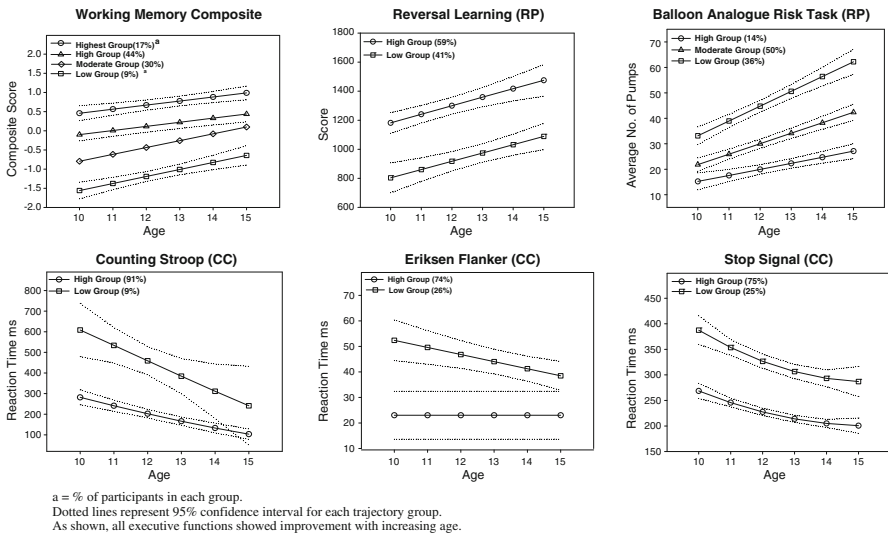 Working Memory Composite
Composite Score
2.0
1.5
1.0
0.5
0.0
-0.5
-1.0
-1.5
-2.0
Highest Group(17%)a
High Group (44%)
Moderate Group (30%)
Low Group (9%) a
10 11 12 13 14 15
Age
Reversal Learning (RP)
Score
1600
1400
1200
1000
800
600
High Group (59%)
Low Group (41%)
10 11 12 13 14 15
Age
Balloon Analogue Risk Task (RP)
Average No. of Pumps
70
60
50
40
30
20
10
High Group (14%)
Moderate Group (50%)
Low Group (36%)
10 11 12 13 14 15
Age
Counting Stroop (CC)
Reaction Time ms
800
700
600
500
400
300
200
100
High Group (91%)
Low Group (9%)
10 11 12 13 14 15
Age
Eriksen Flanker (CC)
Reaction Time ms
70
60
50
40
30
20
10
High Group (74%)
Low Group (26%)
10 11 12 13 14 15
Age
Stop Signal (CC)
Reaction Time ms
450
400
350
300
250
200
150
High Group (75%)
Low Group (25%)
10 11 12 13 14 15
Age
a = % of participants in each group.
Dotted lines represent 95% confidence interval for each trajectory group.
As shown, all executive functions showed improvement with increasing age.